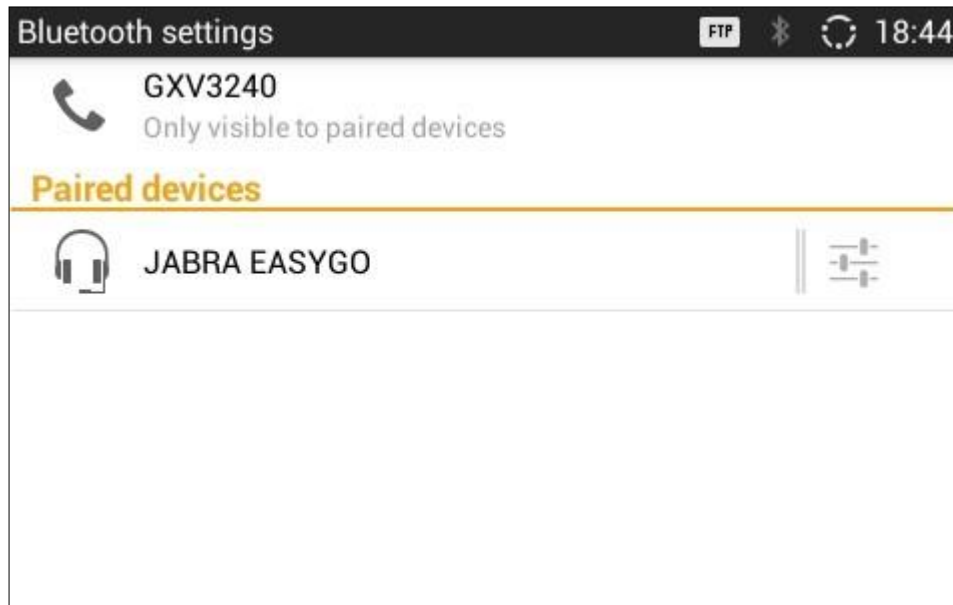 Bluetooth settings FTP 18:44
GXV3240
Only visible to paired devices
Paired devices
JABRA EASYGO